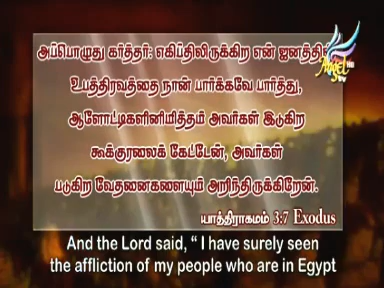 அப்பொழுது கர்த்தர்: எகிப்திலிருக்கிற என் ஜனத்தின்
உபத்திரவத்தை நான் பார்க்கவே பார்த்து,
ஆளோட்டிகளினிமித்தம் அவர்கள் இடுகிற
கூக்குரலைக் கேட்டேன், அவர்கள்
படுகிற வேதனைகளையும் அறிந்திருக்கிறேன்.
யாத்திராகமம் 3:7 Exodus
And the Lord said, “ I have surely seen
the affliction of my people who are in Egypt
Angel